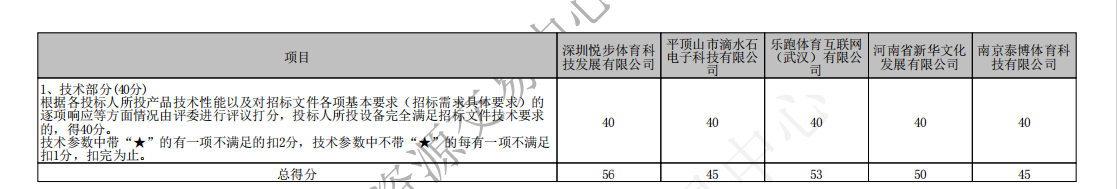 项目
深圳悦步体育科
技发展有限公司
平顶山市滴水石
电子科技有限公
司
乐跑体育互联网
（武汉）有限公
司
河南省新华文化
发展有限公司
南京泰博体育科
技有限公司
1、技术部分(40分)
根据各投标人所投产品技术性能以及对招标文件各项基本要求（招标需求具体要求）的
逐项响应等方面情况由评委进行评议打分，投标人所投设备完全满足招标文件技术要求
的，得40分。
技术参数中带“★”的有一项不满足的扣2分，技术参数中不带“★”的每有一项不满足
扣1分，扣完为止。
40
40
40
40
40
总得分
56
45
53
50
45
资源交易中心
中心